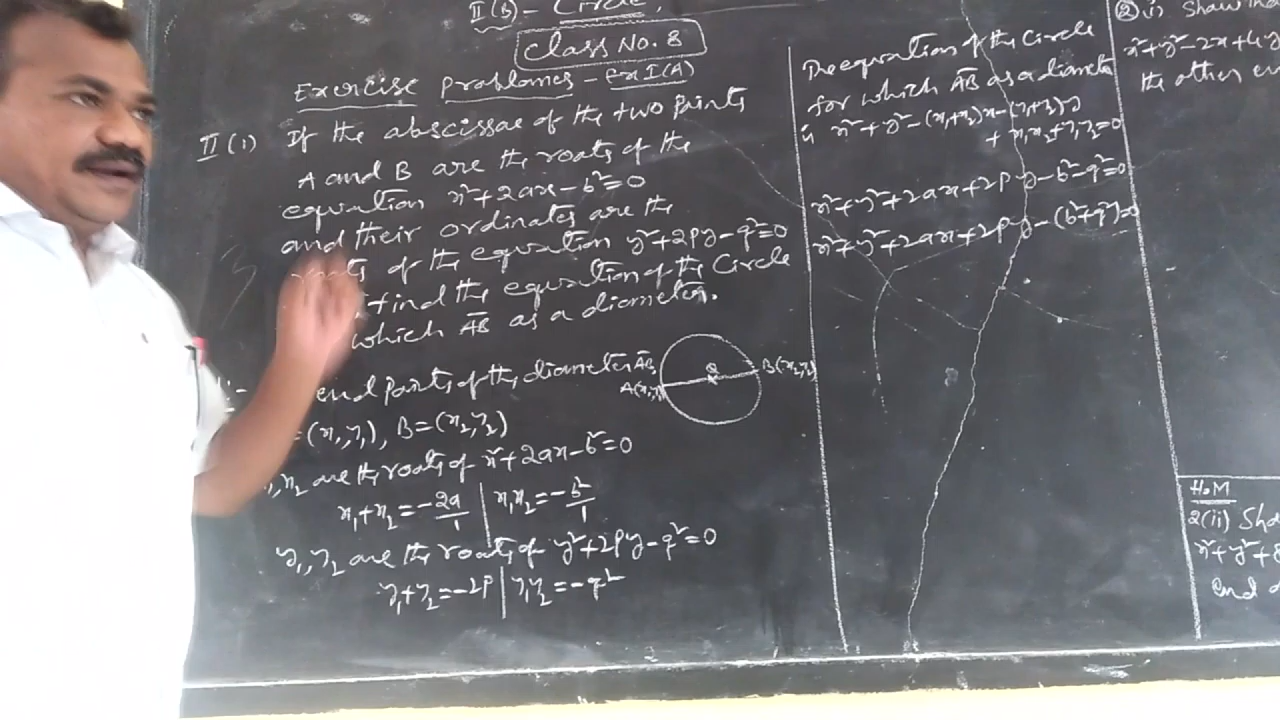 II(B) - Circle,
Class No. 8
Exercise problomes - ex I(A)
II (1) If the abscissae of the two points
A and B are the roots of the
equation x²+2ax-b²=0
and their ordinates are the
roots of the equation y²+2py-q²=0
find the equation of the Circle
which A̅B̅ as a diameter.
end points of the diameter A̅B̅
A(x₁,y₁) B(x₂,y₂)
=(x₁,y₁), B=(x₂,y₂)
,x₂ are the roots of x²+2ax-b²=0
x₁+x₂=-2a/1 | x₁x₂=-b²/1
y₁,y₂ are the roots of y²+2py-q²=0
y₁+y₂=-2p | y₁y₂=-q²
The equation of the Circle
for which A̅B̅ as a diameter
is x²+y²-(x₁+x₂)x-(y₁+y₂)y
+x₁x₂+y₁y₂=0
x²+y²+2ax+2py-b²-q²=0
x²+y²+2ax+2py-(b²+q²)=0
② i) Show tha
x²+y²-2x+4y
the other en
H.M
2(ii) Sho
x²+y²+8
end o